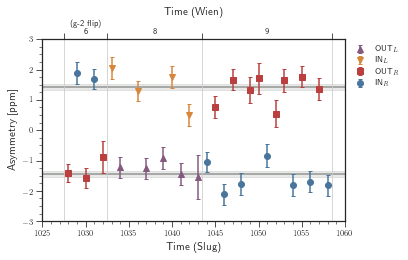 Time (Wien)
(g-2 flip)
6 8 9
Asymmetry [ppm]
3
2
1
0
−1
−2
−3
1025 1030 1035 1040 1045 1050 1055 1060
Time (Slug)
OUT_L
IN_L
OUT_R
IN_R